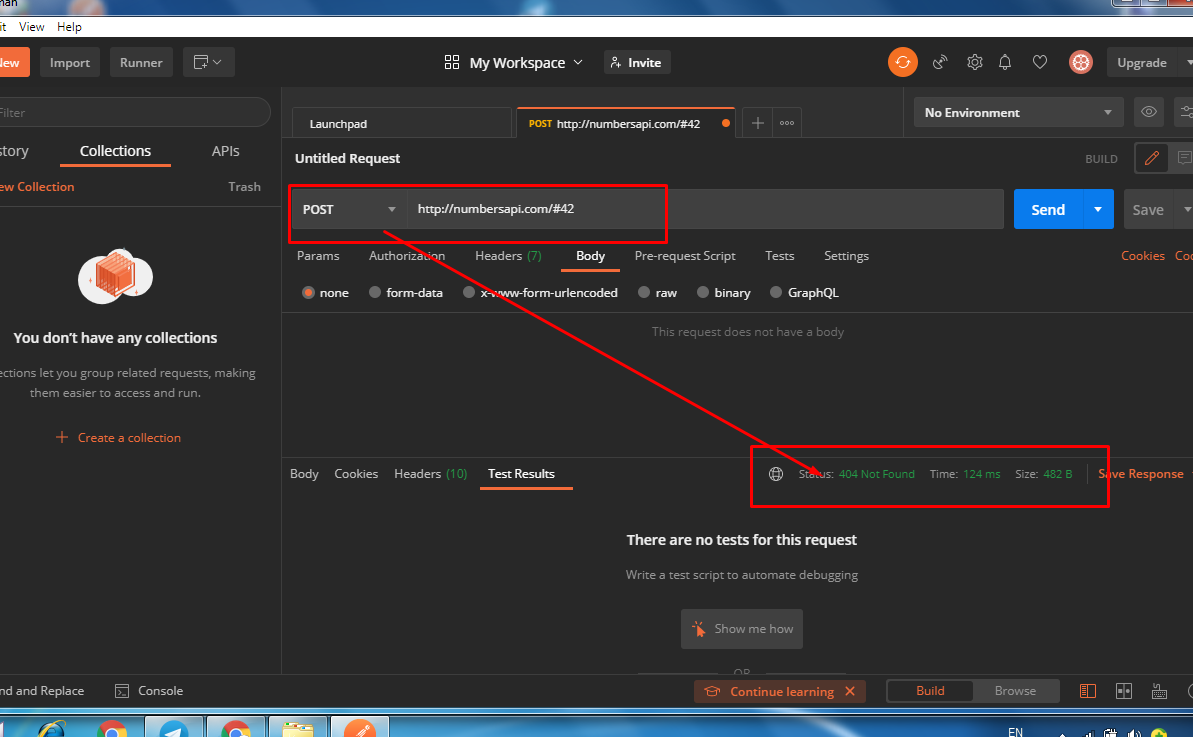 man
it View Help
New Import Runner My Workspace Invite Upgrade
Filter
Launchpad POST http://numbersapi.com/#42 No Environment
story Collections APIs Untitled Request BUILD
ew Collection Trash
POST http://numbersapi.com/#42 Send Save
Params Authorization Headers (7) Body Pre-request Script Tests Settings Cookies Coo
none form-data x-www-form-urlencoded raw binary GraphQL
This request does not have a body
You don't have any collections
ections let you group related requests, making
them easier to access and run.
+ Create a collection
Body Cookies Headers (10) Test Results Status: 404 Not Found Time: 124 ms Size: 482 B Save Response
There are no tests for this request
Write a test script to automate debugging
Show me how
OR
nd and Replace Console Continue learning Build Browse
EN